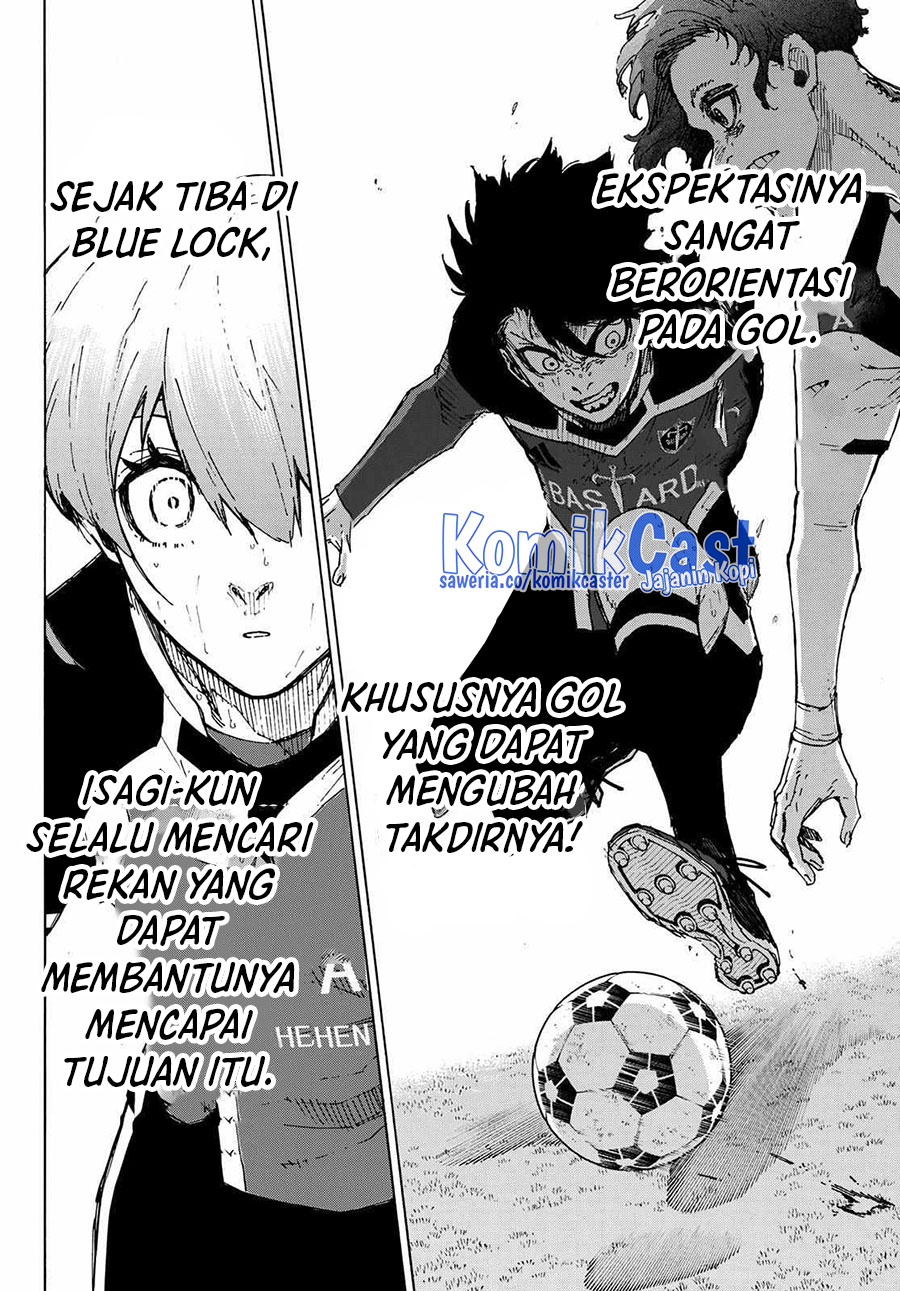 EKSPEKTASINYA
SANGAT
BERORIENTASI
PADA GOL.
KHUSUSNYA GOL
YANG DAPAT
MENGUBAH
TAKDIRNYA!
SEJAK TIBA DI
BLUE LOCK,
ISAGI-KUN
SELALU MENCARI
REKAN YANG
DAPAT
MEMBANTUNYA
MENCAPAI
TUJUAN ITU.
BASTARD
KomikCast
saweria.co/komikcaster Jajanin Kopi
A
A
HEHEN